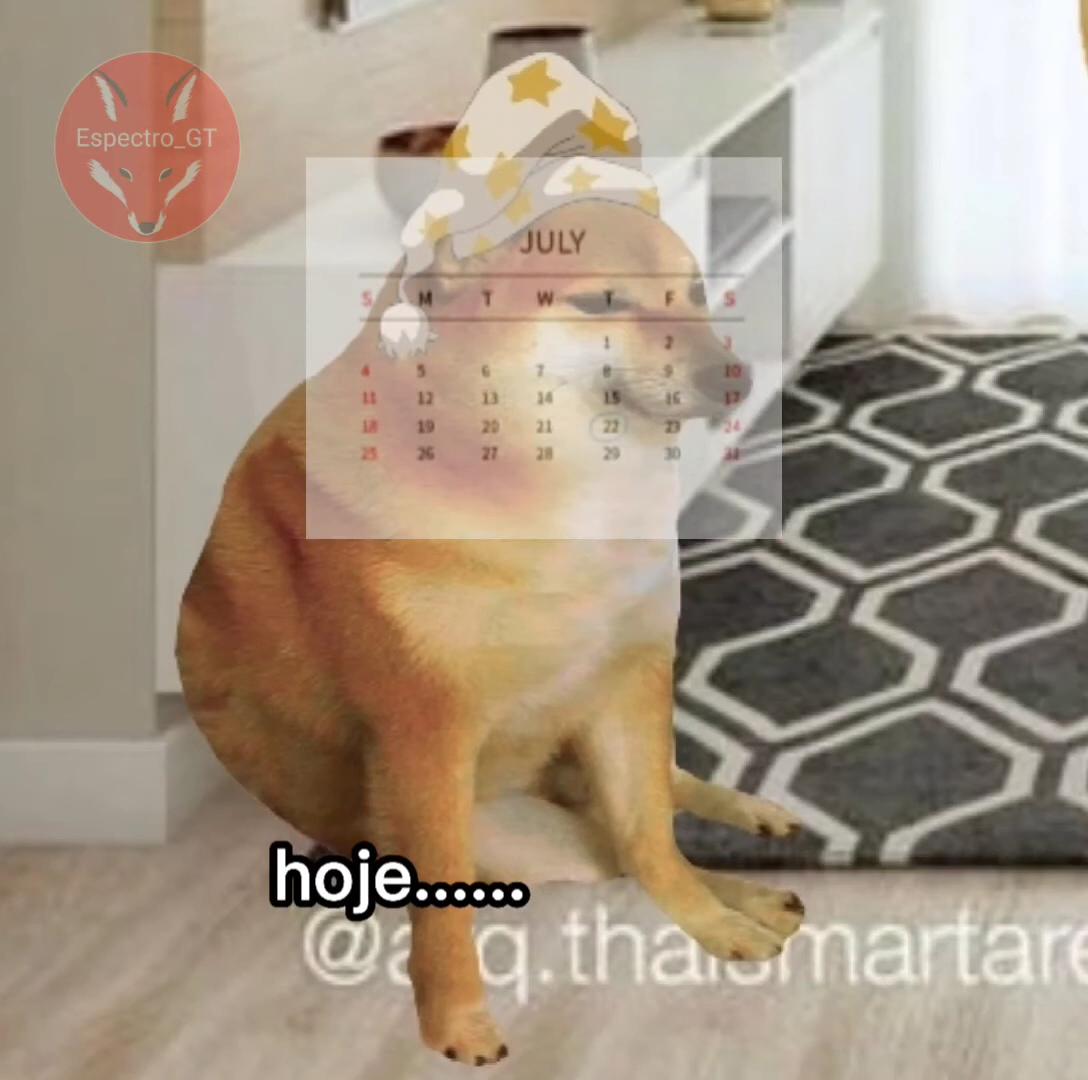 Espectro_GT
JULY
S M T W T F S
1 2 3
4 5 6 7 8 9 10
11 12 13 14 15 16 17
18 19 20 21 22 23 24
25 26 27 28 29 30 31
hoje......